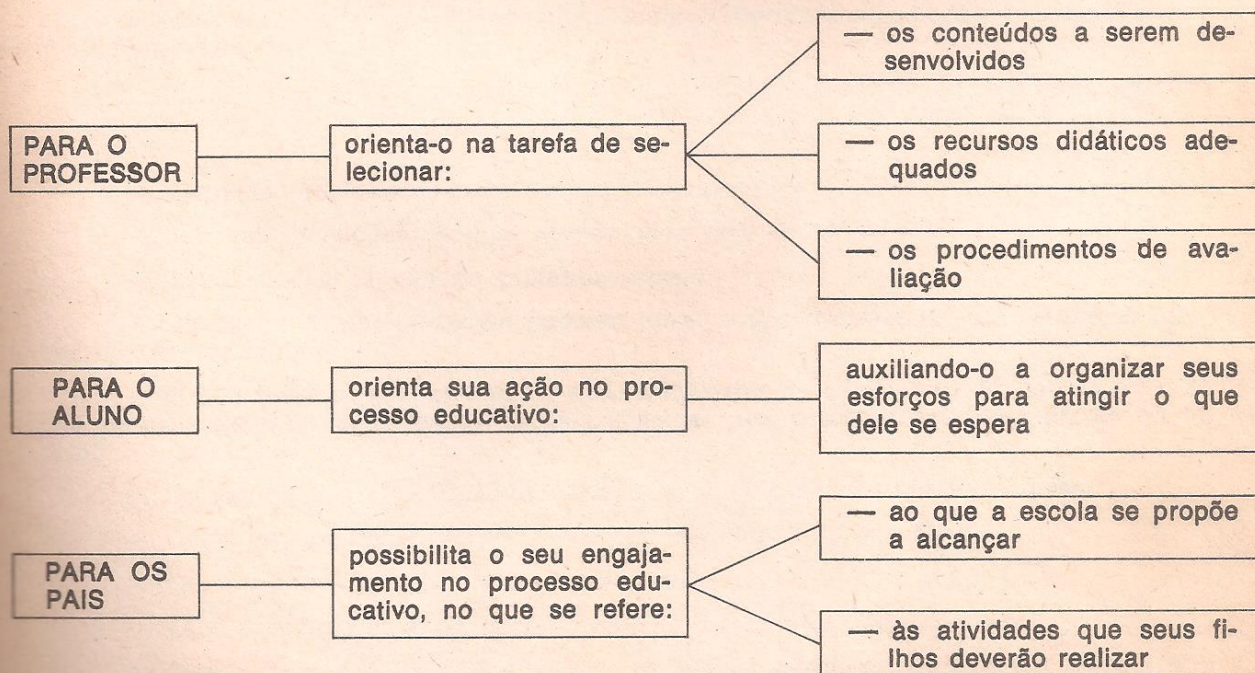 — os conteúdos a serem de-
senvolvidos
PARA O
PROFESSOR
orienta-o na tarefa de se-
lecionar:
— os recursos didáticos ade-
quados
— os procedimentos de ava-
liação
PARA O
ALUNO
orienta sua ação no pro-
cesso educativo:
auxiliando-o a organizar seus
esforços para atingir o que
dele se espera
PARA OS
PAIS
possibilita o seu engaja-
mento no processo edu-
cativo, no que se refere:
— ao que a escola se propõe
a alcançar
— às atividades que seus fi-
lhos deverão realizar